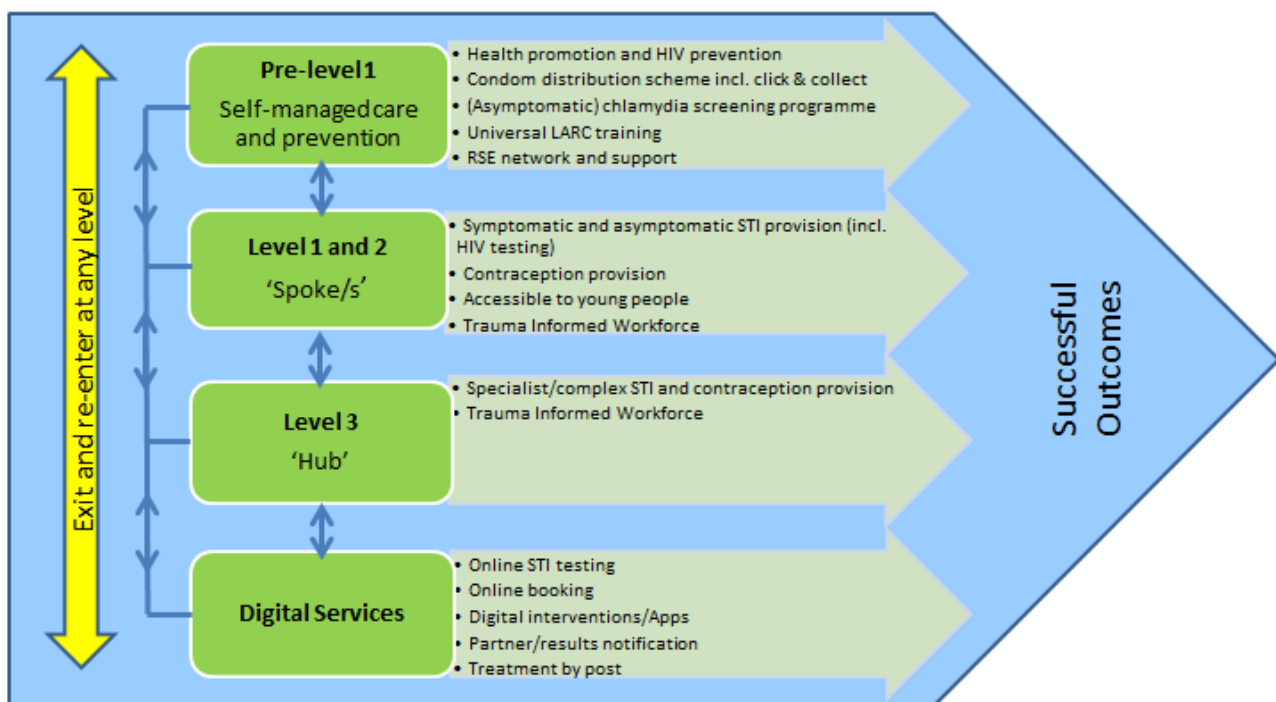 Exit and re-enter at any level
Pre-level 1
Self-managed care
and prevention
• Health promotion and HIV prevention
• Condom distribution scheme incl. click & collect
• (Asymptomatic) chlamydia screening programme
• Universal LARC training
• RSE network and support
Level 1 and 2
‘Spoke/s’
• Symptomatic and asymptomatic STI provision (incl.
HIV testing)
• Contraception provision
• Accessible to young people
• Trauma Informed Workforce
Level 3
‘Hub’
• Specialist/complex STI and contraception provision
• Trauma Informed Workforce
Digital Services
• Online STI testing
• Online booking
• Digital interventions/Apps
• Partner/results notification
• Treatment by post
Successful
Outcomes